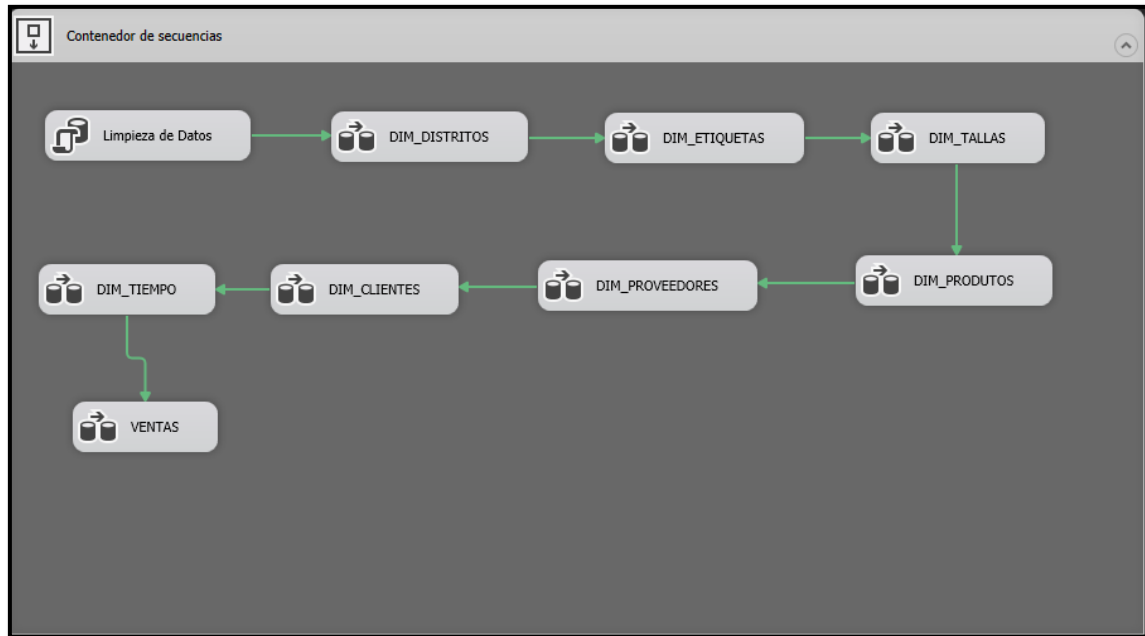 Contenedor de secuencias
Limpieza de Datos
DIM_DISTRITOS
DIM_ETIQUETAS
DIM_TALLAS
DIM_PRODUTOS
DIM_PROVEEDORES
DIM_CLIENTES
DIM_TIEMPO
VENTAS